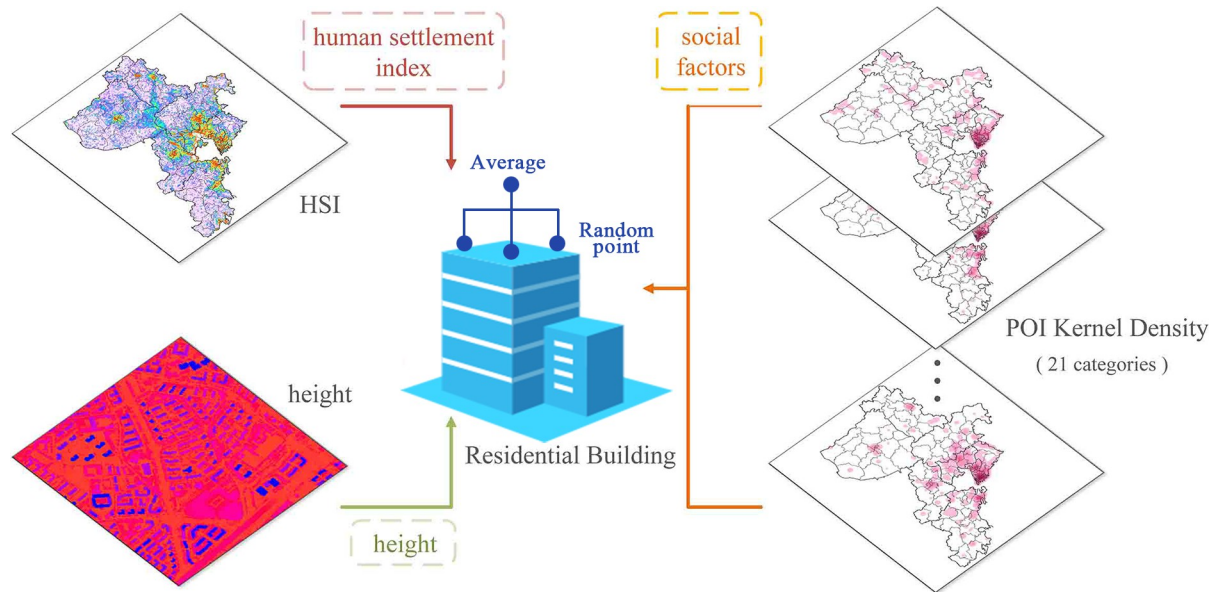 human settlement
index
social
factors
HSI
Average
Random
point
POI Kernel Density
( 21 categories )
height
Residential Building
height